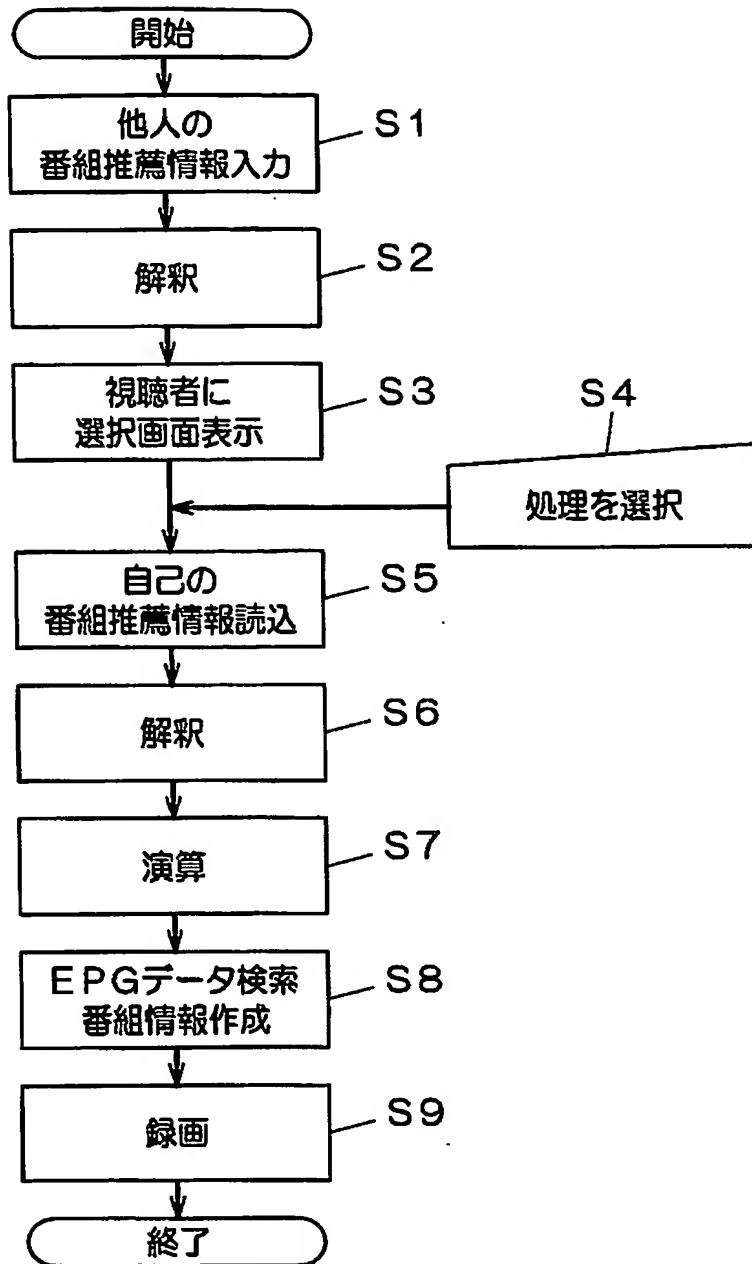 開始
他人の
番組推薦情報入力
S1
解釈
S2
視聴者に
選択画面表示
S3
S4
処理を選択
自己の
番組推薦情報読込
S5
解釈
S6
演算
S7
EPGデータ検索
番組情報作成
S8
録画
S9
終了